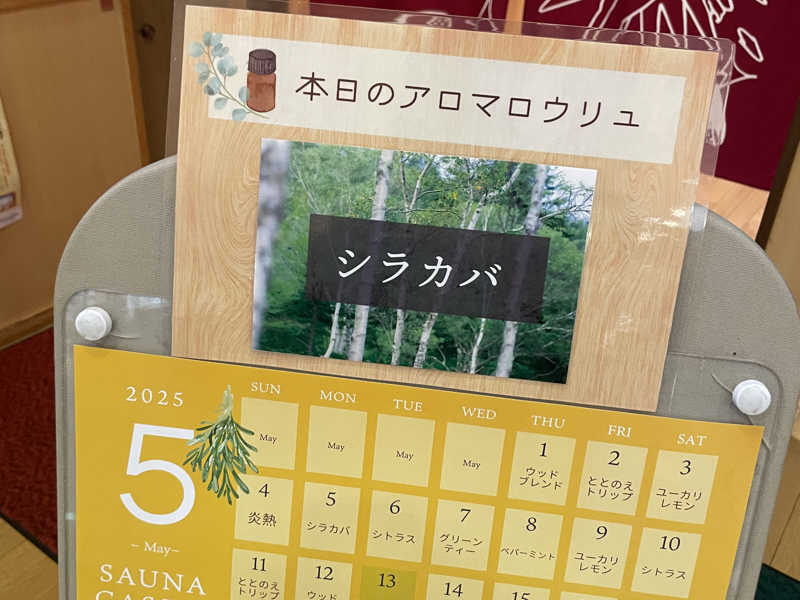 本日のアロマロウリュ
シラカバ
2025
5
– May–
SAUNA
SUN MON TUE WED THU FRI SAT
May May May May 1 2 3
ウッド
ブレンド
ととのえ
トリップ
ユーカリ
レモン
4 5 6 7 8 9 10
炎熱
シラカバ
シトラス
グリーン
ティー
ペパーミント
ユーカリ
レモン
シトラス
11 12 13 14 15
ととのえ
トリップ
ウッド